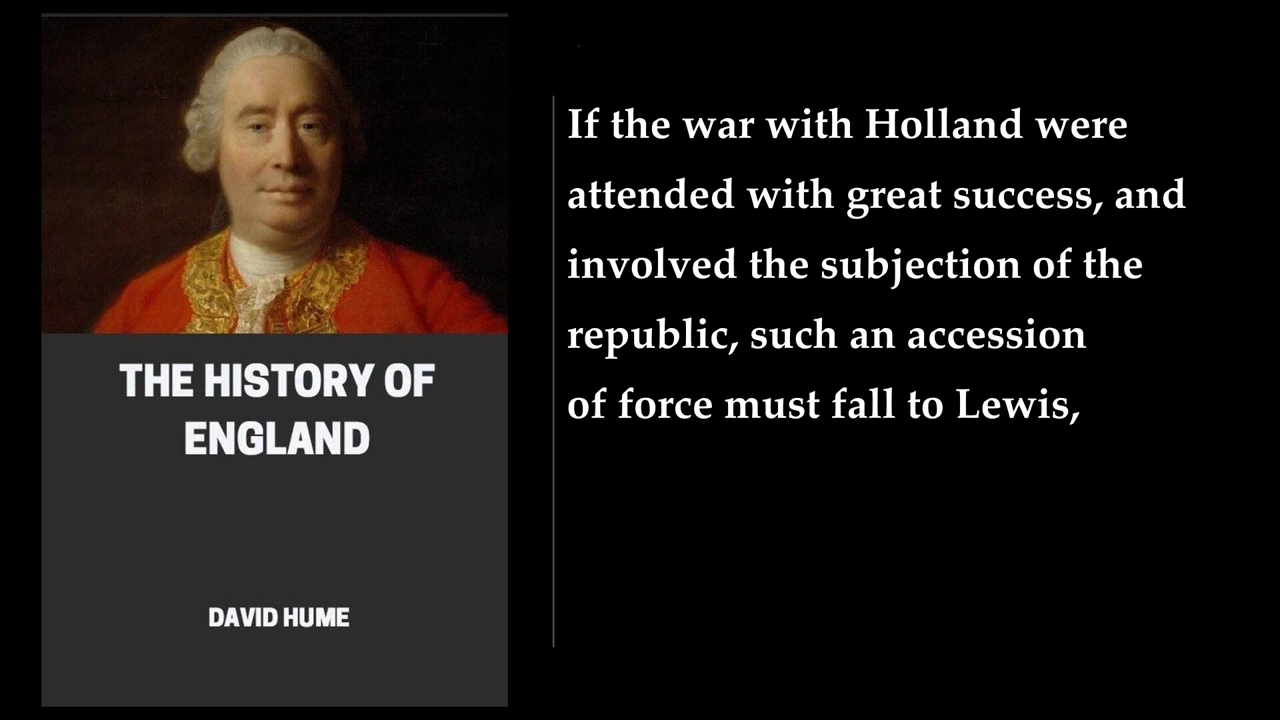 THE HISTORY OF
ENGLAND
DAVID HUME
If the war with Holland were
attended with great success, and
involved the subjection of the
republic, such an accession
of force must fall to Lewis,